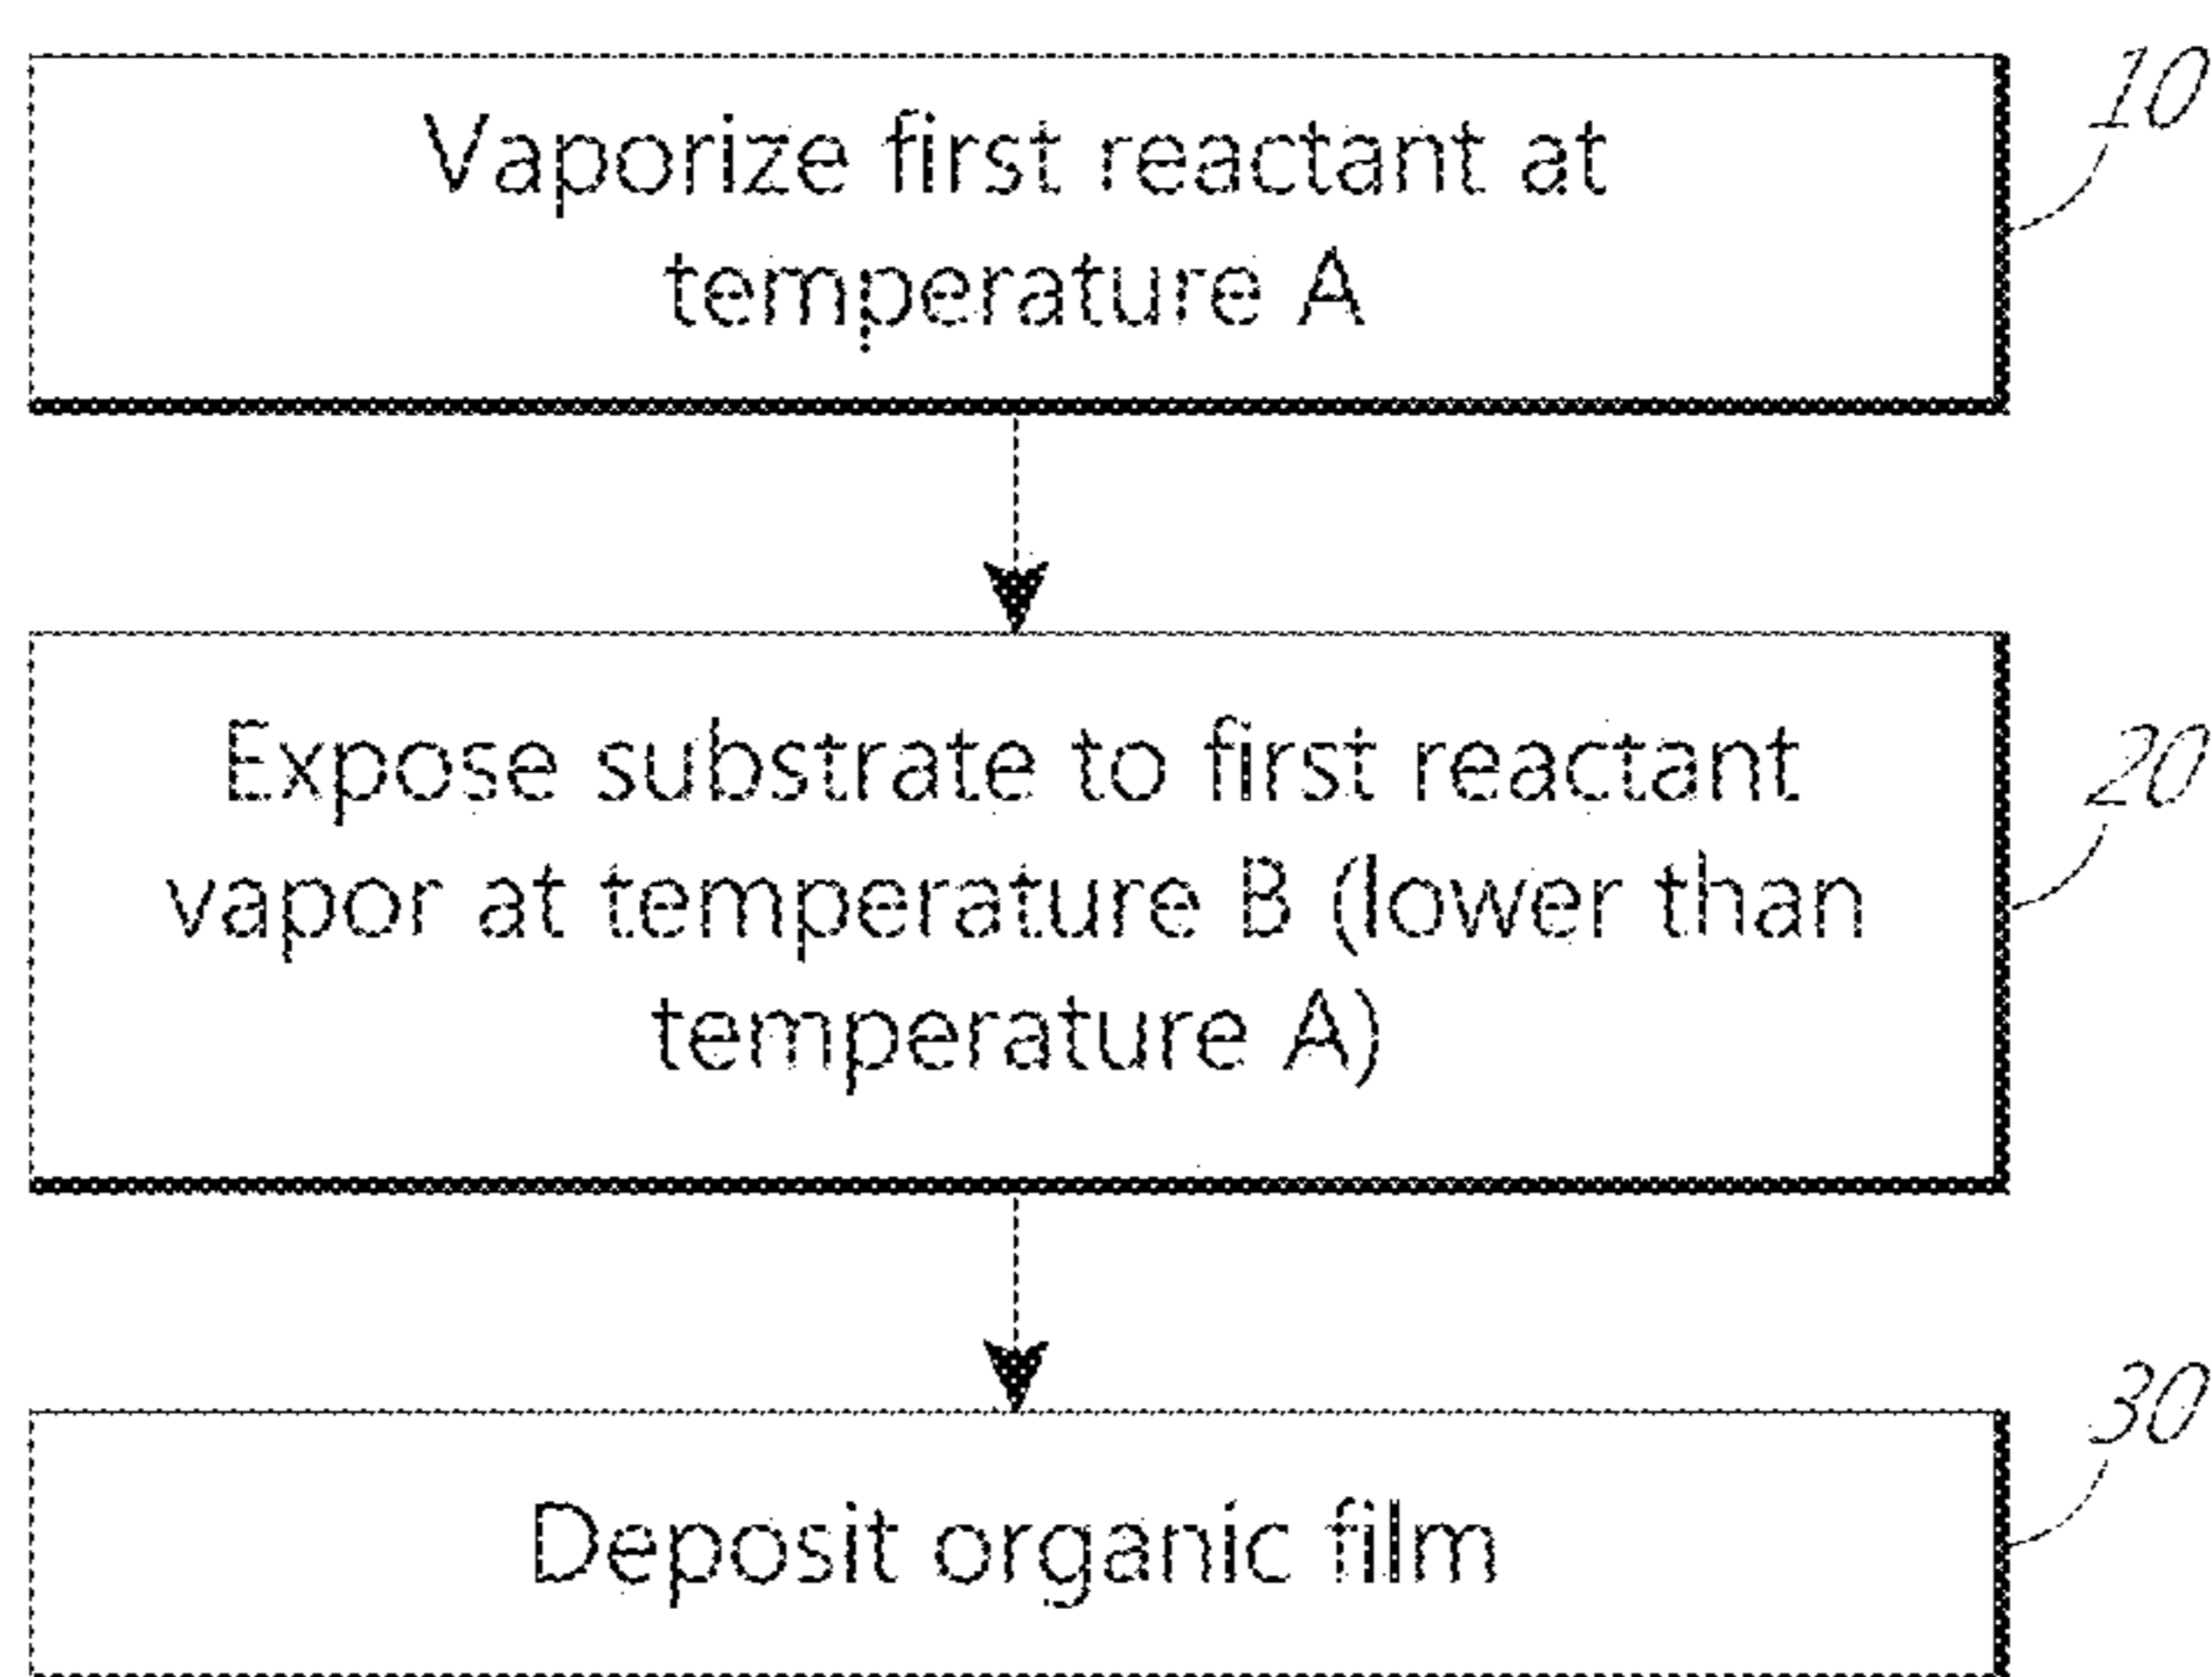 10
Vaporize first reactant at
temperature A
20
Expose substrate to first reactant
vapor at temperature B (lower than
temperature A)
30
Deposit organic film